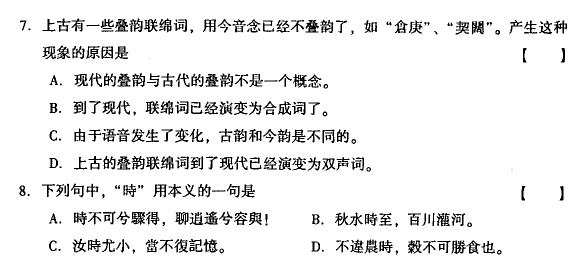 7．上古有一些叠韵联绵词，用今音念已经不叠韵了，如“倉庚”、“契闊”。产生这种
现象的原因是 【 】
A．现代的叠韵与古代的叠韵不是一个概念。
B．到了现代，联绵词已经演变为合成词了。
C．由于语音发生了变化，古韵和今韵是不同的。
D．上古的叠韵联绵词到了现代已经演变为双声词。
8．下列句中，“時”用本义的一句是 【 】
A．時不可兮驟得，聊逍遙兮容與！ B．秋水時至，百川灌河。
C．汝時尤小，當不復記憶。 D．不違農時，穀不可勝食也。